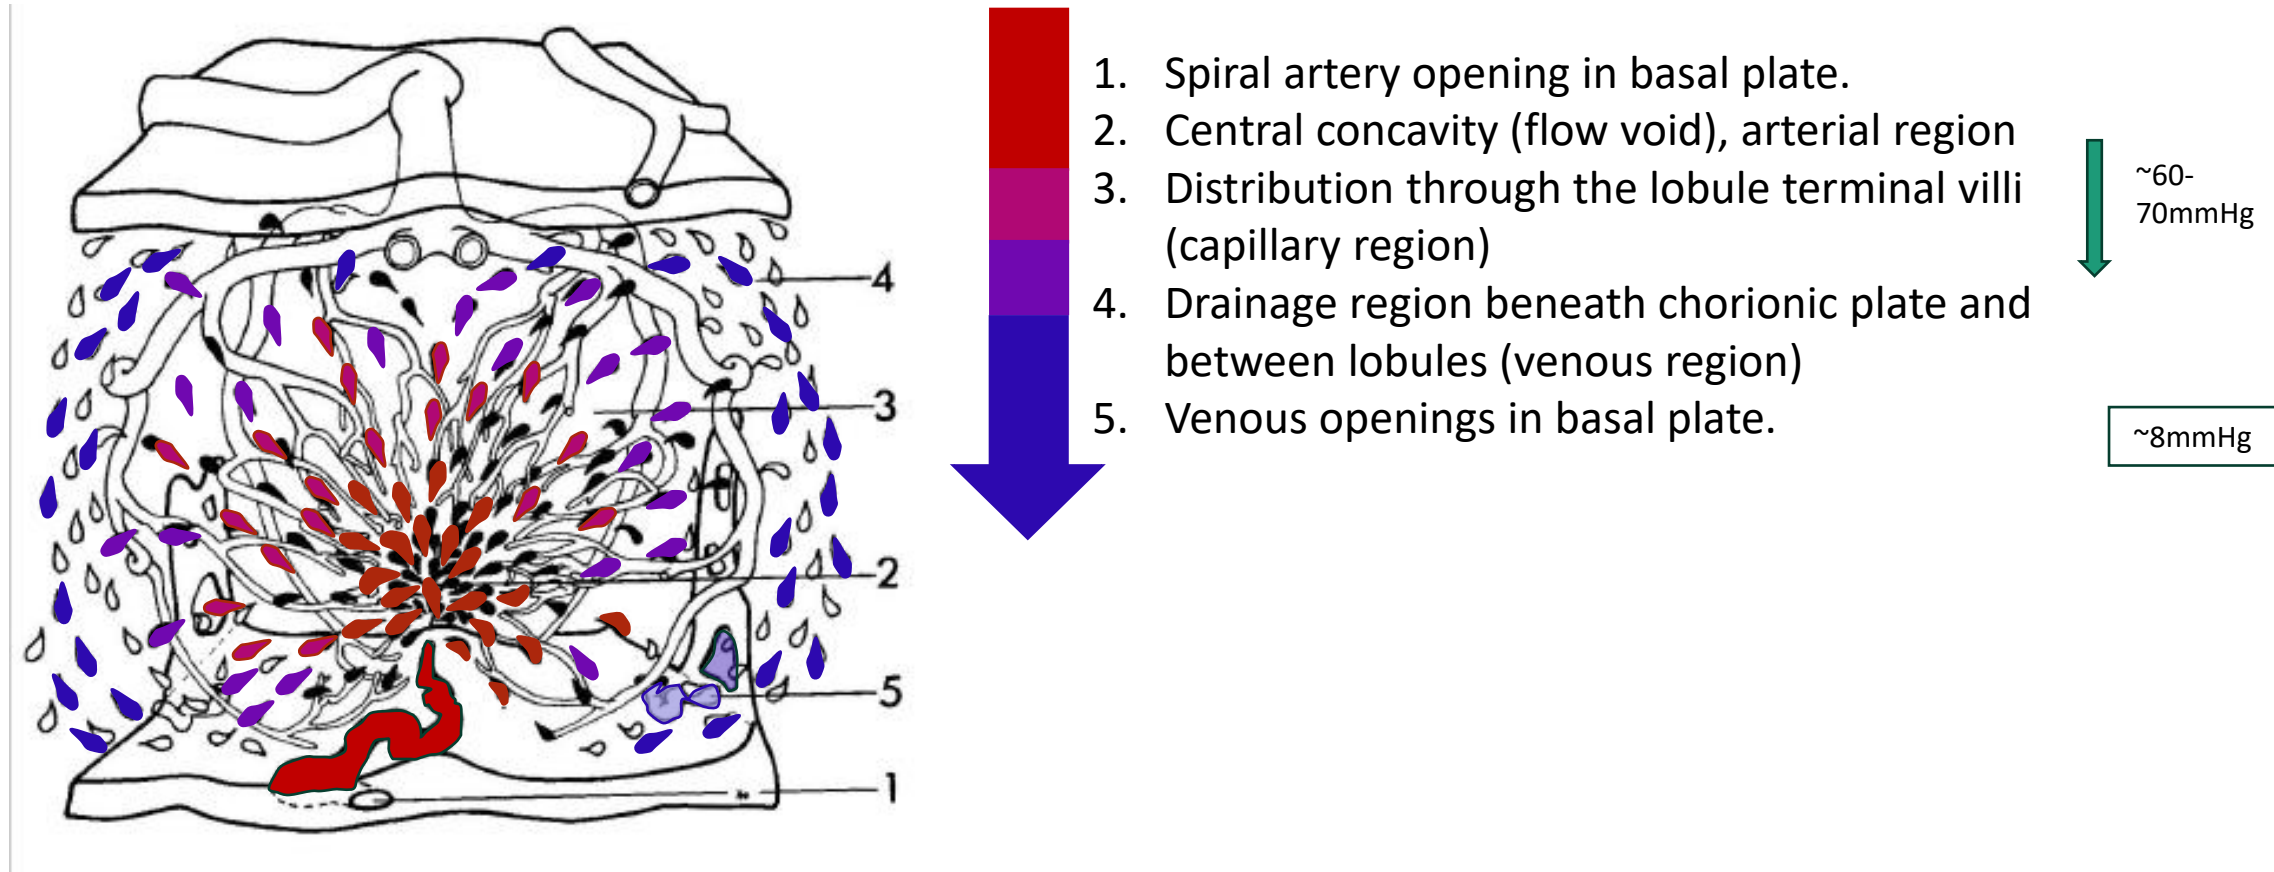 1. Spiral artery opening in basal plate.
2. Central concavity (flow void), arterial region
3. Distribution through the lobule terminal villi
(capillary region)
4. Drainage region beneath chorionic plate and
between lobules (venous region)
5. Venous openings in basal plate.
~60-
70mmHg
~8mmHg
4
3
2
5
1